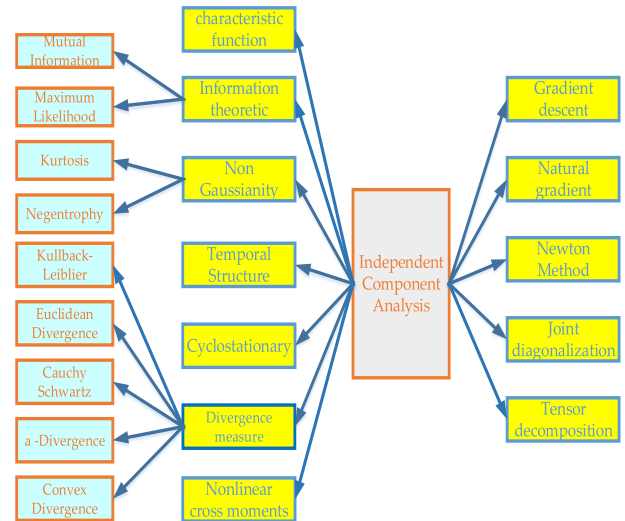 Mutual
Information
Maximum
Likelihood
Kurtosis
Negentrophy
Kullback-
Leiblier
Euclidean
Divergence
Cauchy
Schwartz
a -Divergence
Convex
Divergence
characteristic
function
Information
theoretic
Non
Gaussianity
Temporal
Structure
Cyclostationary
Divergence
measure
Nonlinear
cross moments
Independent
Component
Analysis
Gradient
descent
Natural
gradient
Newton
Method
Joint
diagonalization
Tensor
decomposition